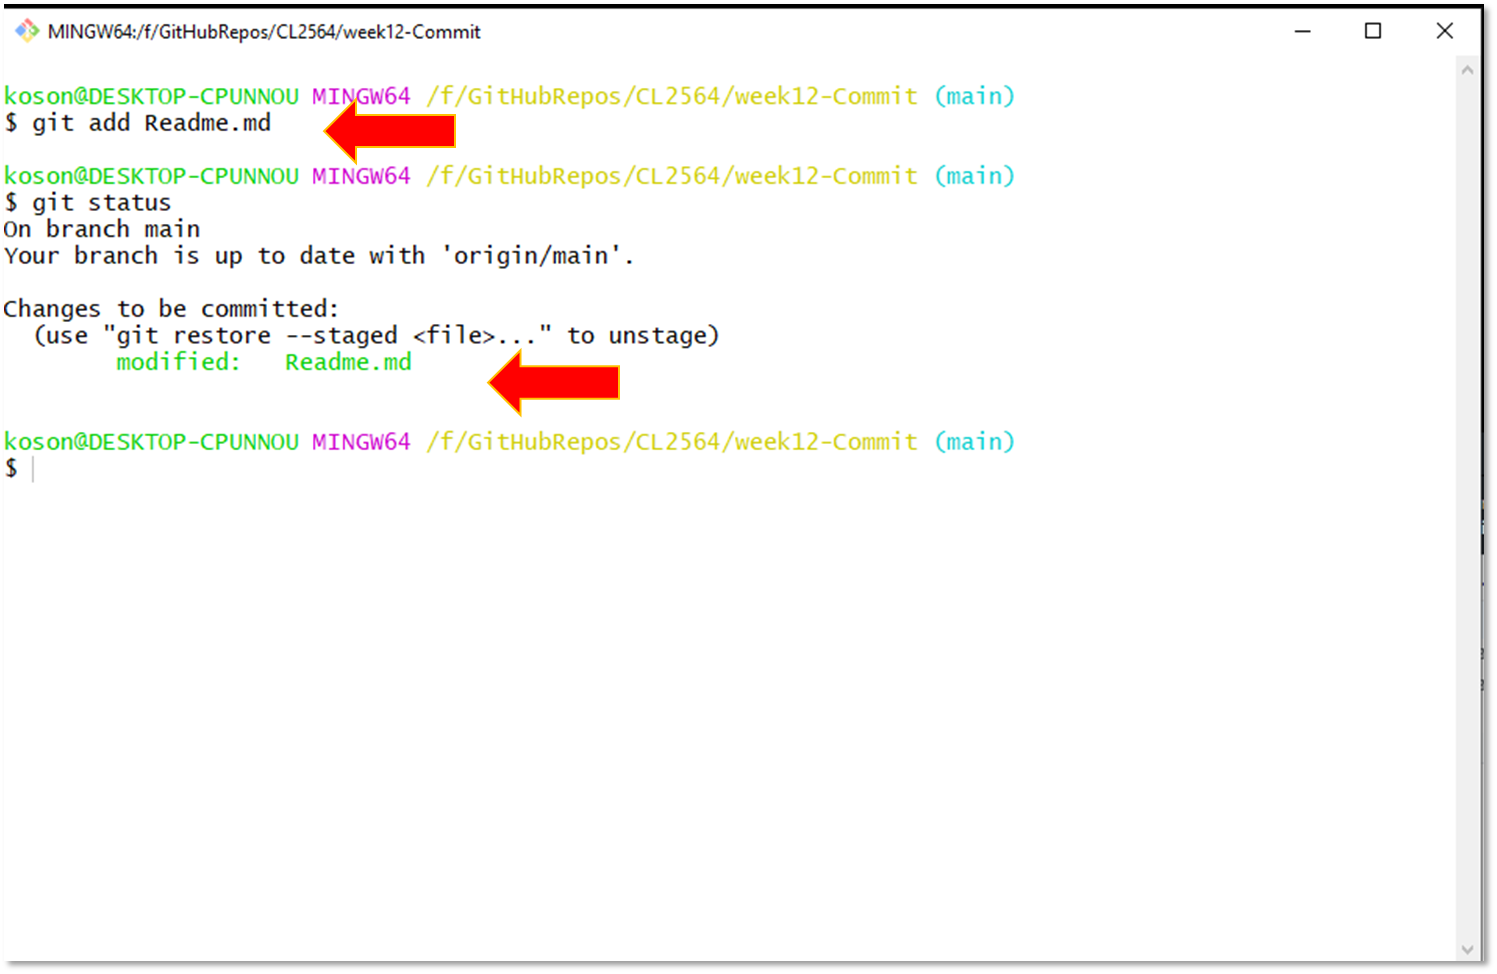 MINGW64:/f/GitHubRepos/CL2564/week12-Commit
koson@DESKTOP-CPUNNOU MINGW64 /f/GitHubRepos/CL2564/week12-Commit (main)
$ git add Readme.md
koson@DESKTOP-CPUNNOU MINGW64 /f/GitHubRepos/CL2564/week12-Commit (main)
$ git status
On branch main
Your branch is up to date with 'origin/main'.
Changes to be committed:
  (use "git restore --staged <file>..." to unstage)
        modified:   Readme.md
koson@DESKTOP-CPUNNOU MINGW64 /f/GitHubRepos/CL2564/week12-Commit (main)
$